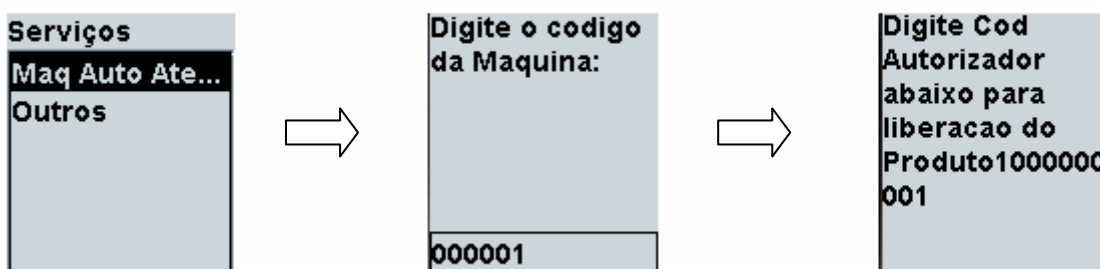 Serviços
Maq Auto Ate...
Outros
Digite o codigo
da Maquina:
000001
Digite Cod
Autorizador
abaixo para
liberacao do
Produto1000000
001